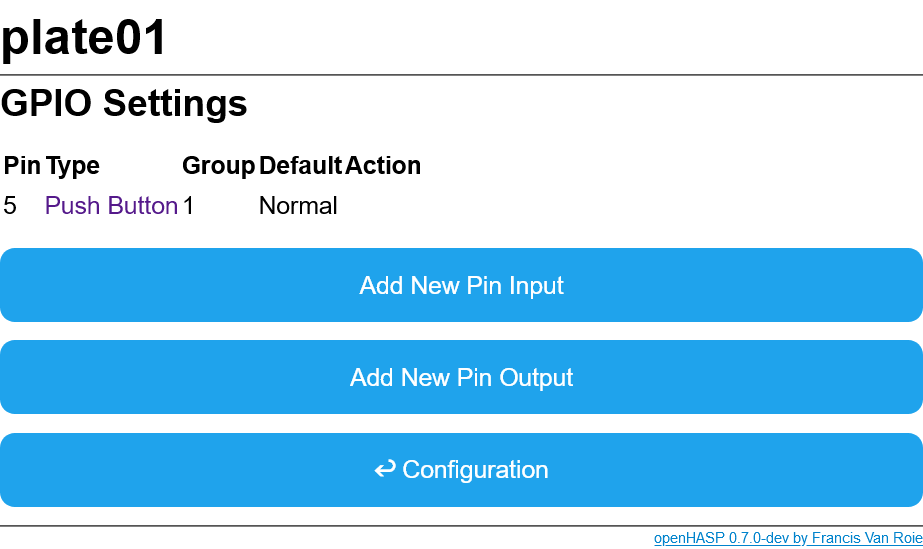 plate01
GPIO Settings
Pin Type Group Default Action
5 Push Button 1 Normal
Add New Pin Input
Add New Pin Output
↩ Configuration
openHASP 0.7.0-dev by Francis Van Roie